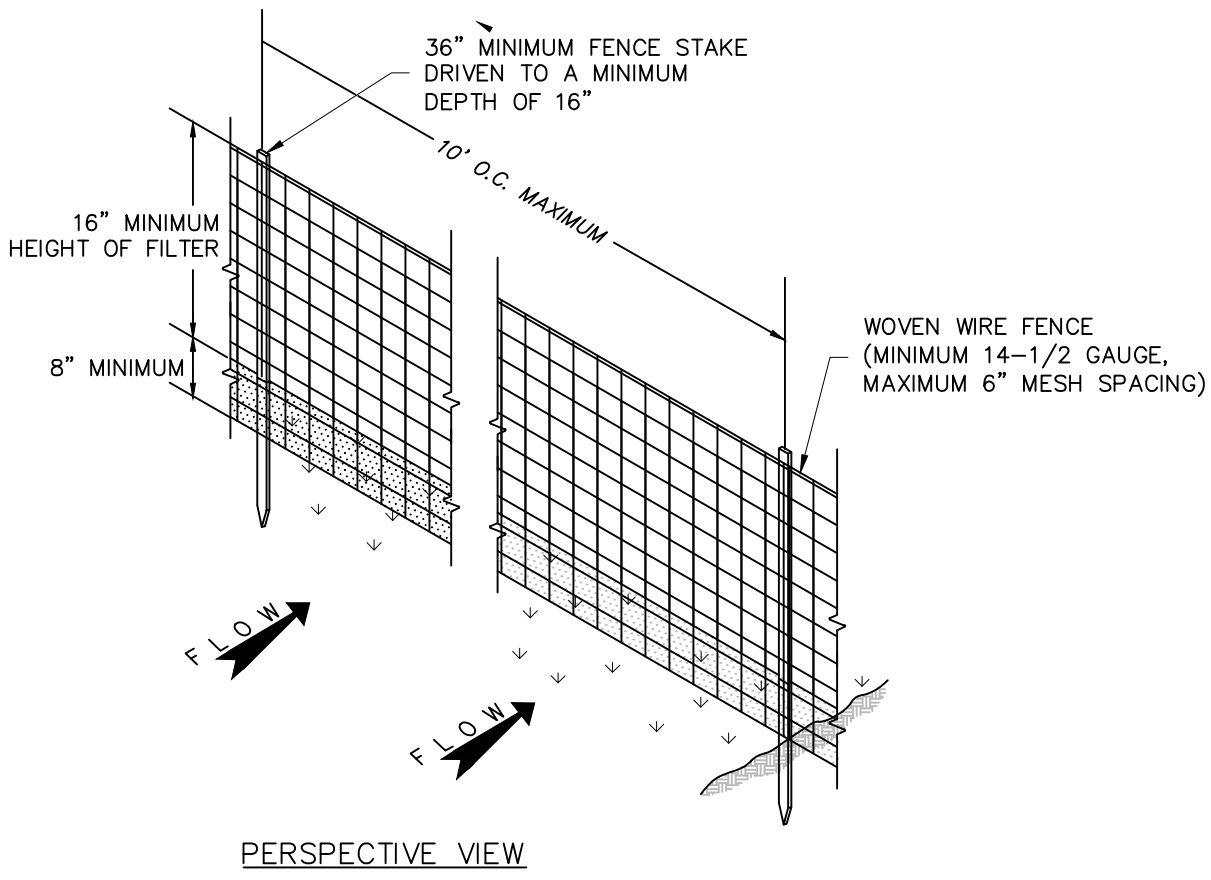 36” MINIMUM FENCE STAKE
DRIVEN TO A MINIMUM
DEPTH OF 16”
10' O.C. MAXIMUM
16” MINIMUM
HEIGHT OF FILTER
8” MINIMUM
WOVEN WIRE FENCE
(MINIMUM 14–1/2 GAUGE,
MAXIMUM 6” MESH SPACING)
FLOW
FLOW
PERSPECTIVE VIEW